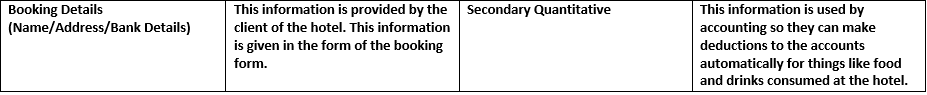 Booking Details
(Name/Address/Bank Details)
This information is provided by the
client of the hotel. This information
is given in the form of the booking
form.
Secondary Quantitative
This information is used by
accounting so they can make
deductions to the accounts
automatically for things like food
and drinks consumed at the hotel.